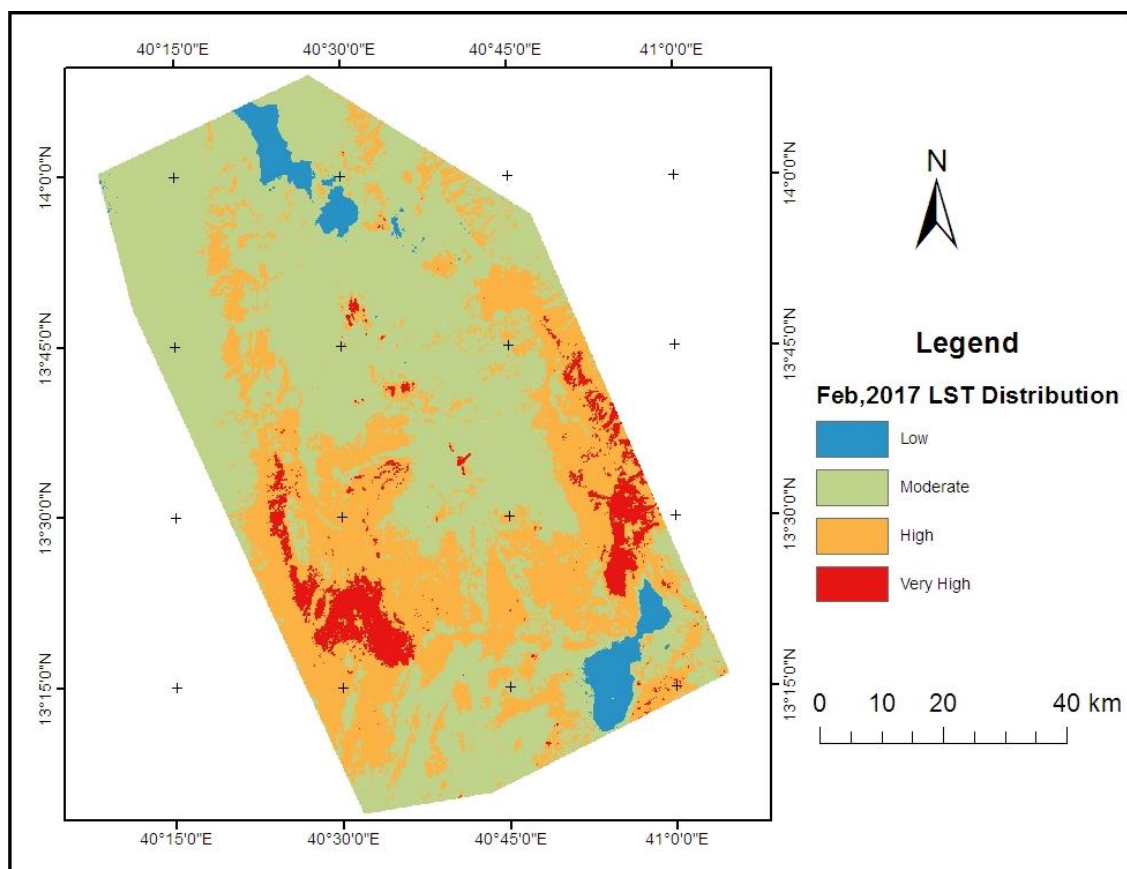 40°15'0"E 40°30'0"E 40°45'0"E 41°0'0"E
14°0'0"N 14°0'0"N
13°45'0"N 13°45'0"N
13°30'0"N 13°30'0"N
13°15'0"N 13°15'0"N
40°15'0"E 40°30'0"E 40°45'0"E 41°0'0"E
N
Legend
Feb,2017 LST Distribution
Low
Moderate
High
Very High
0 10 20 40 km